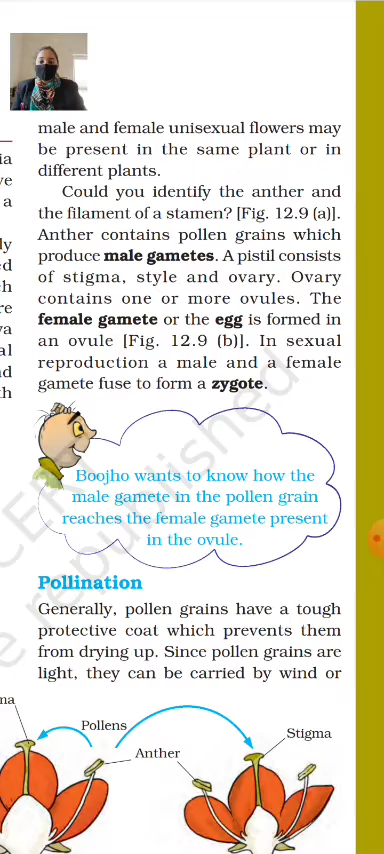 male and female unisexual flowers may
be present in the same plant or in
different plants.
Could you identify the anther and
the filament of a stamen? [Fig. 12.9 (a)].
Anther contains pollen grains which
produce male gametes. A pistil consists
of stigma, style and ovary. Ovary
contains one or more ovules. The
female gamete or the egg is formed in
an ovule [Fig. 12.9 (b)]. In sexual
reproduction a male and a female
gamete fuse to form a zygote.
Boojho wants to know how the
male gamete in the pollen grain
reaches the female gamete present
in the ovule.
Pollination
Generally, pollen grains have a tough
protective coat which prevents them
from drying up. Since pollen grains are
light, they can be carried by wind or
Pollens
Anther
Stigma